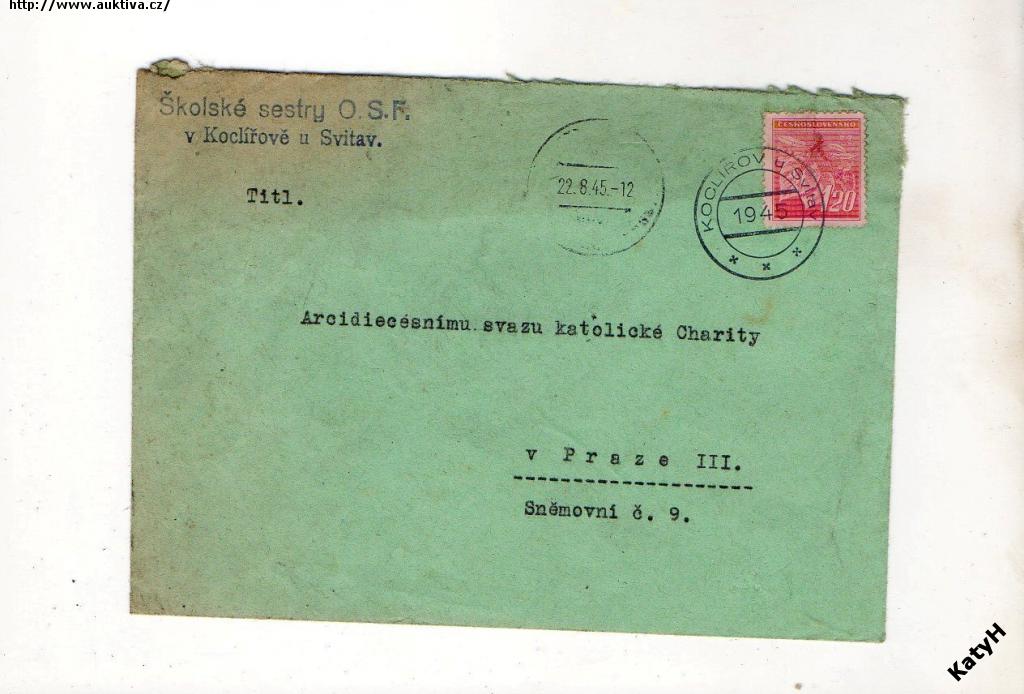 http://www.auktiva.cz/
Školské sestry O.S.F.
v Koclířově u Svitav.
Titl.
22.8.45.-12
ČESKOSLOVENSKO
1.20
KOCLÍŘOV u SVITAV
1945
Arcidiecésnímu svazu katolické Charity
v Praze III.
Sněmovní č. 9.
KatyH